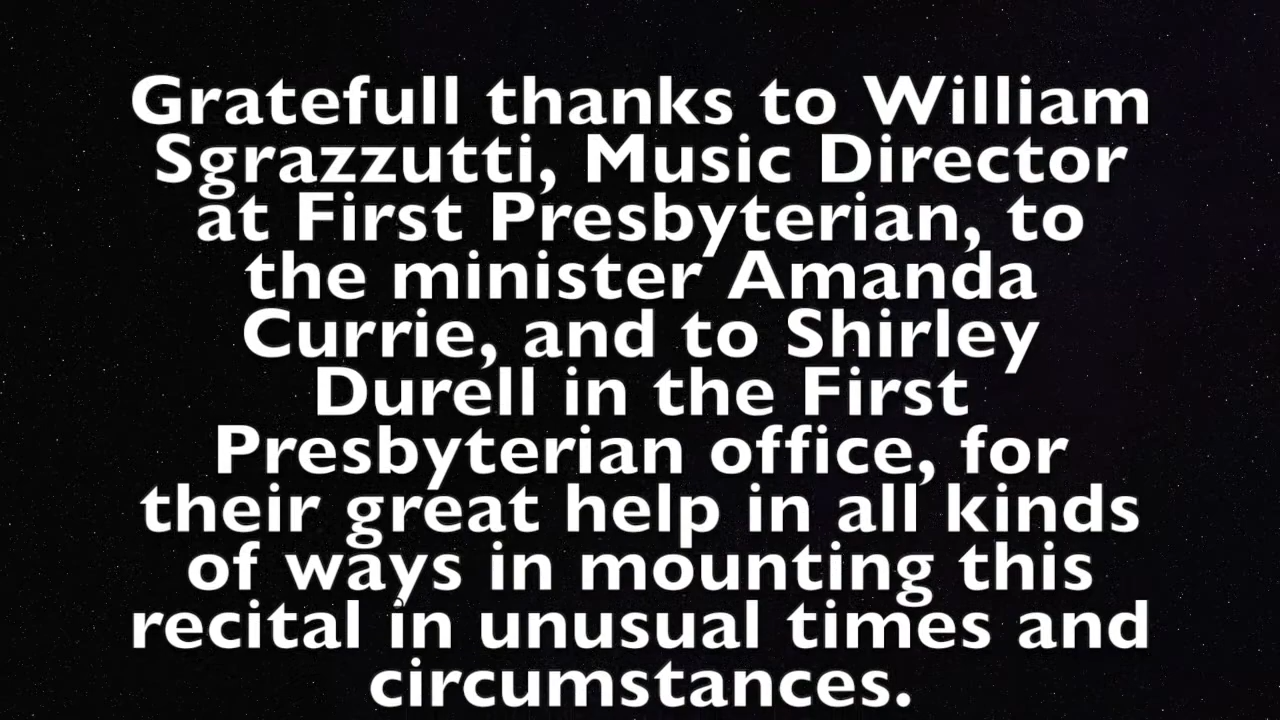 Gratefull thanks to William
Sgrazzutti, Music Director
at First Presbyterian, to
the minister Amanda
Currie, and to Shirley
Durell in the First
Presbyterian office, for
their great help in all kinds
of ways in mounting this
recital in unusual times and
circumstances.